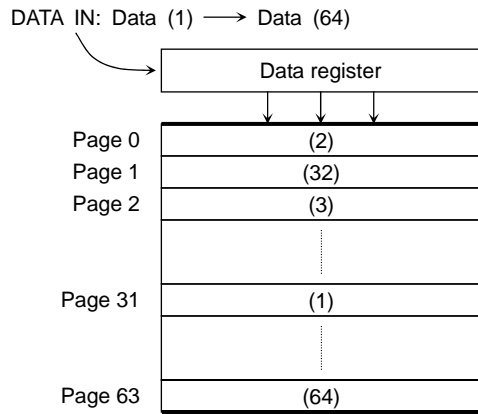 DATA IN: Data (1) → Data (64)
Data register
Page 0 (2)
Page 1 (32)
Page 2 (3)
Page 31 (1)
Page 63 (64)